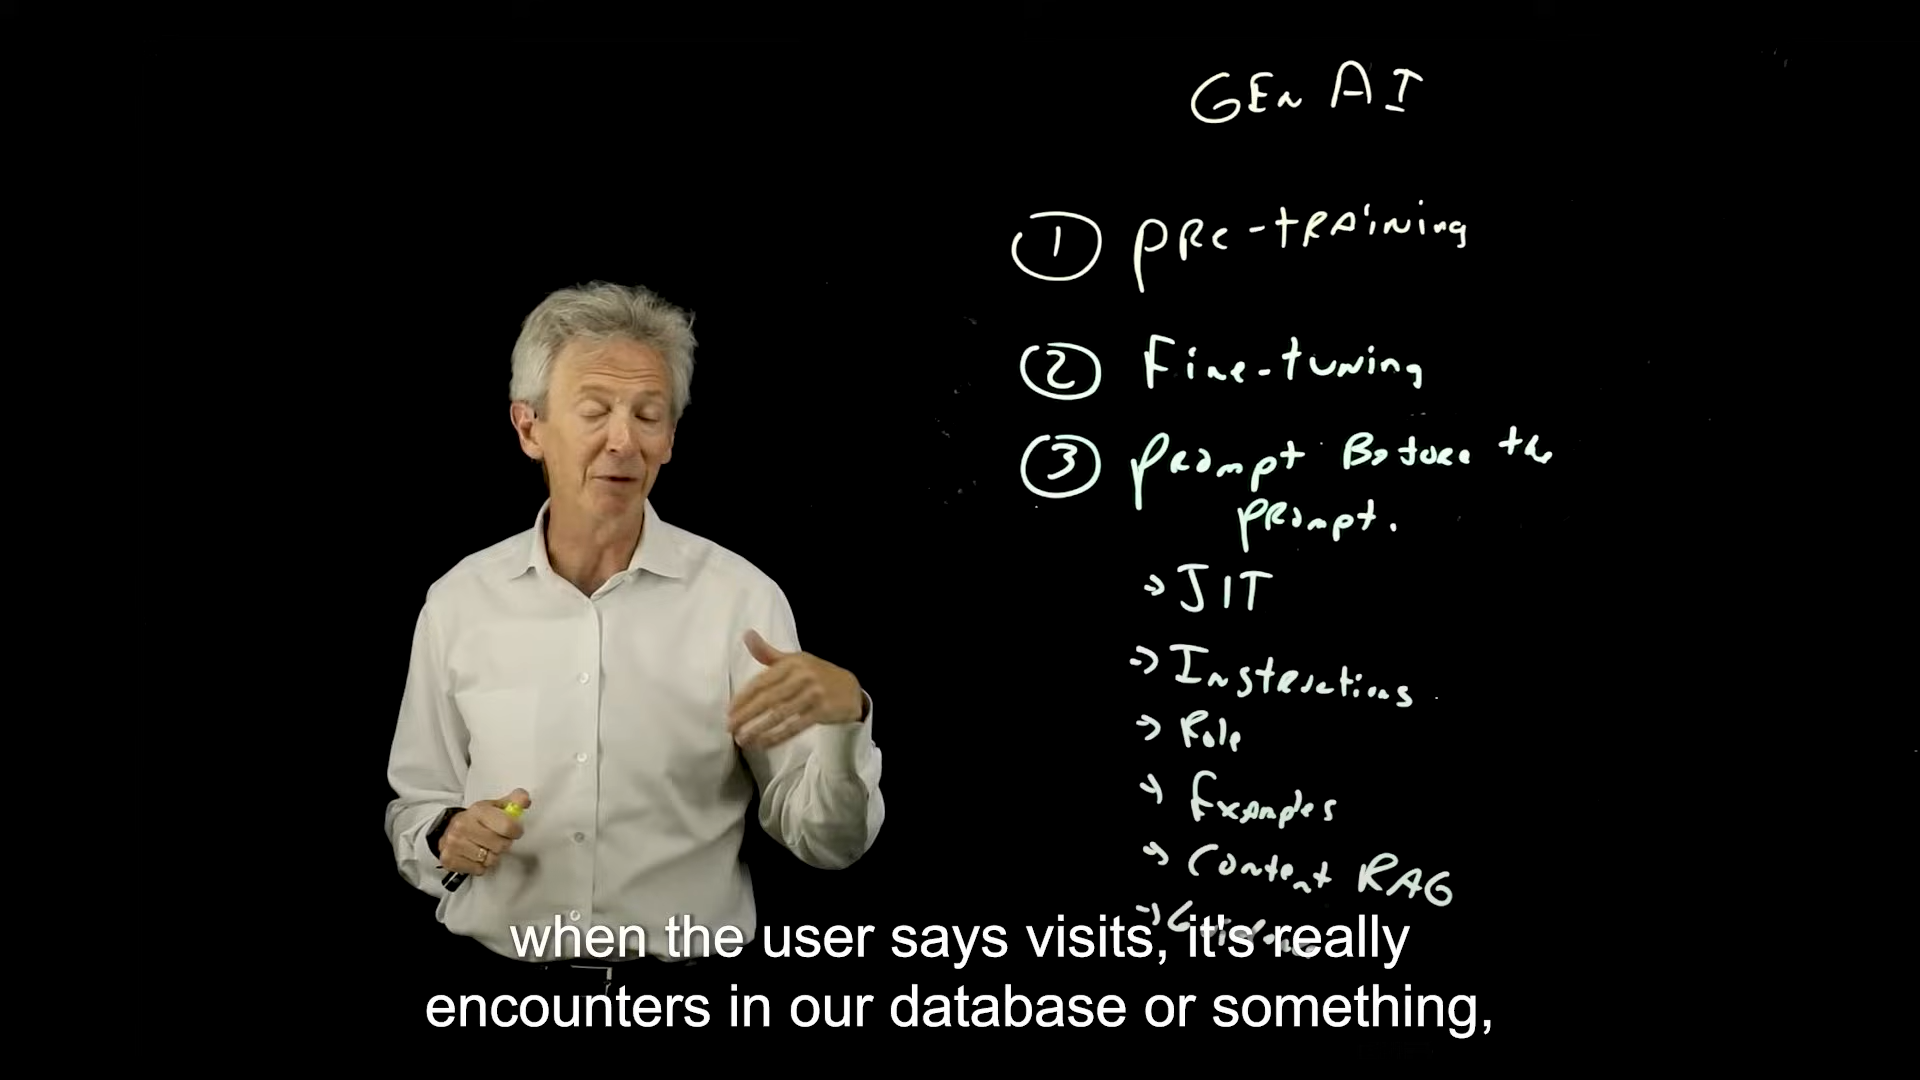 GEn AI
1 PRe-tRAining
2 Fine-tuning
3 Prompt Before the
prompt.
→ JIT
→ Instructions
→ Role
→ Examples
→ Content RAG
when the user says visits, it's really
encounters in our database or something,